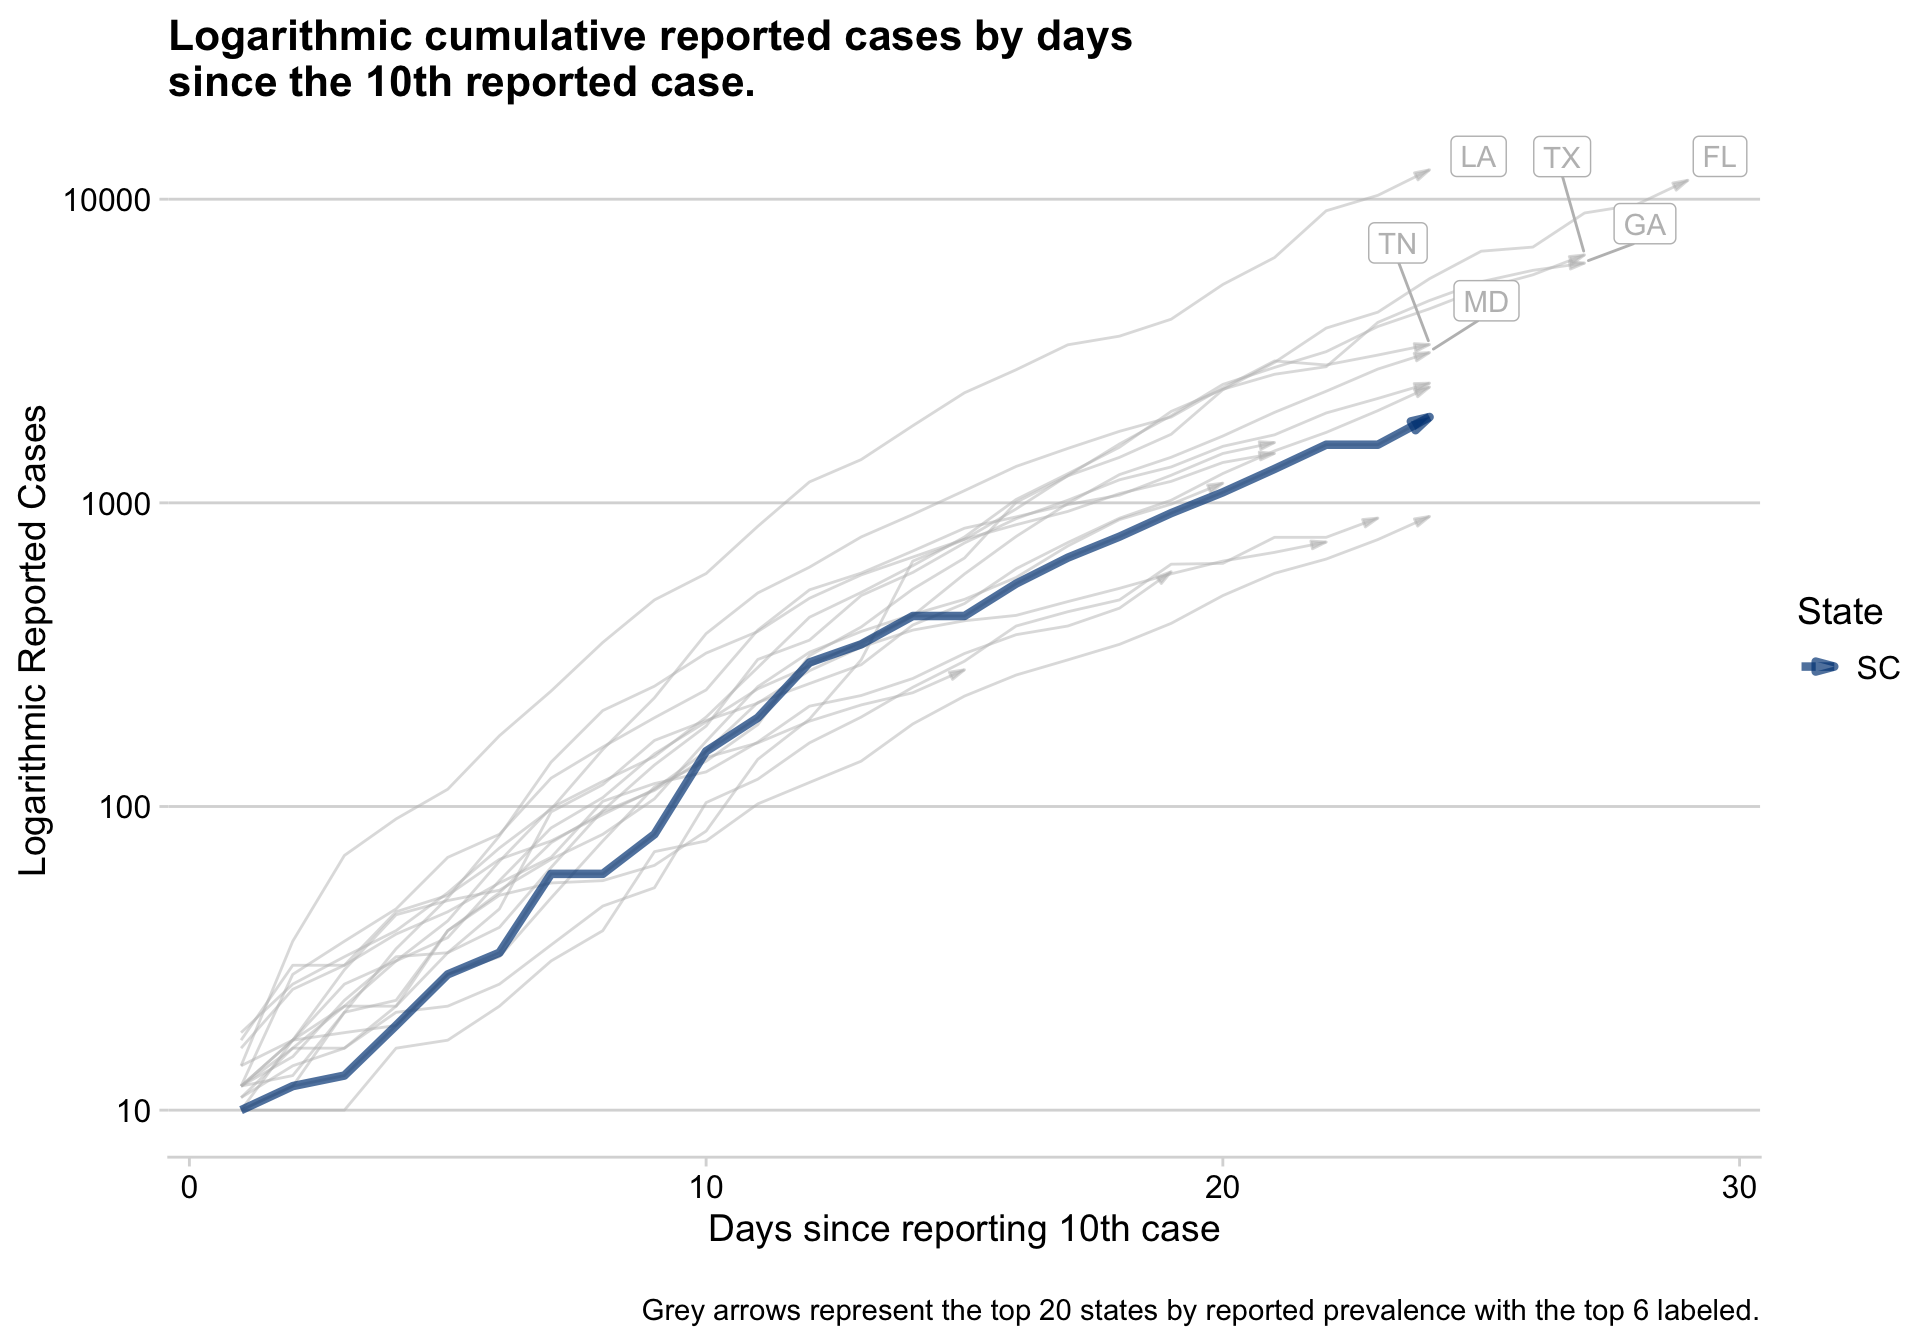 Logarithmic cumulative reported cases by days
since the 10th reported case.
LA
TX
FL
10000
GA
TN
MD
Logarithmic Reported Cases
1000
State
SC
100
10
0
10
20
30
Days since reporting 10th case
Grey arrows represent the top 20 states by reported prevalence with the top 6 labeled.